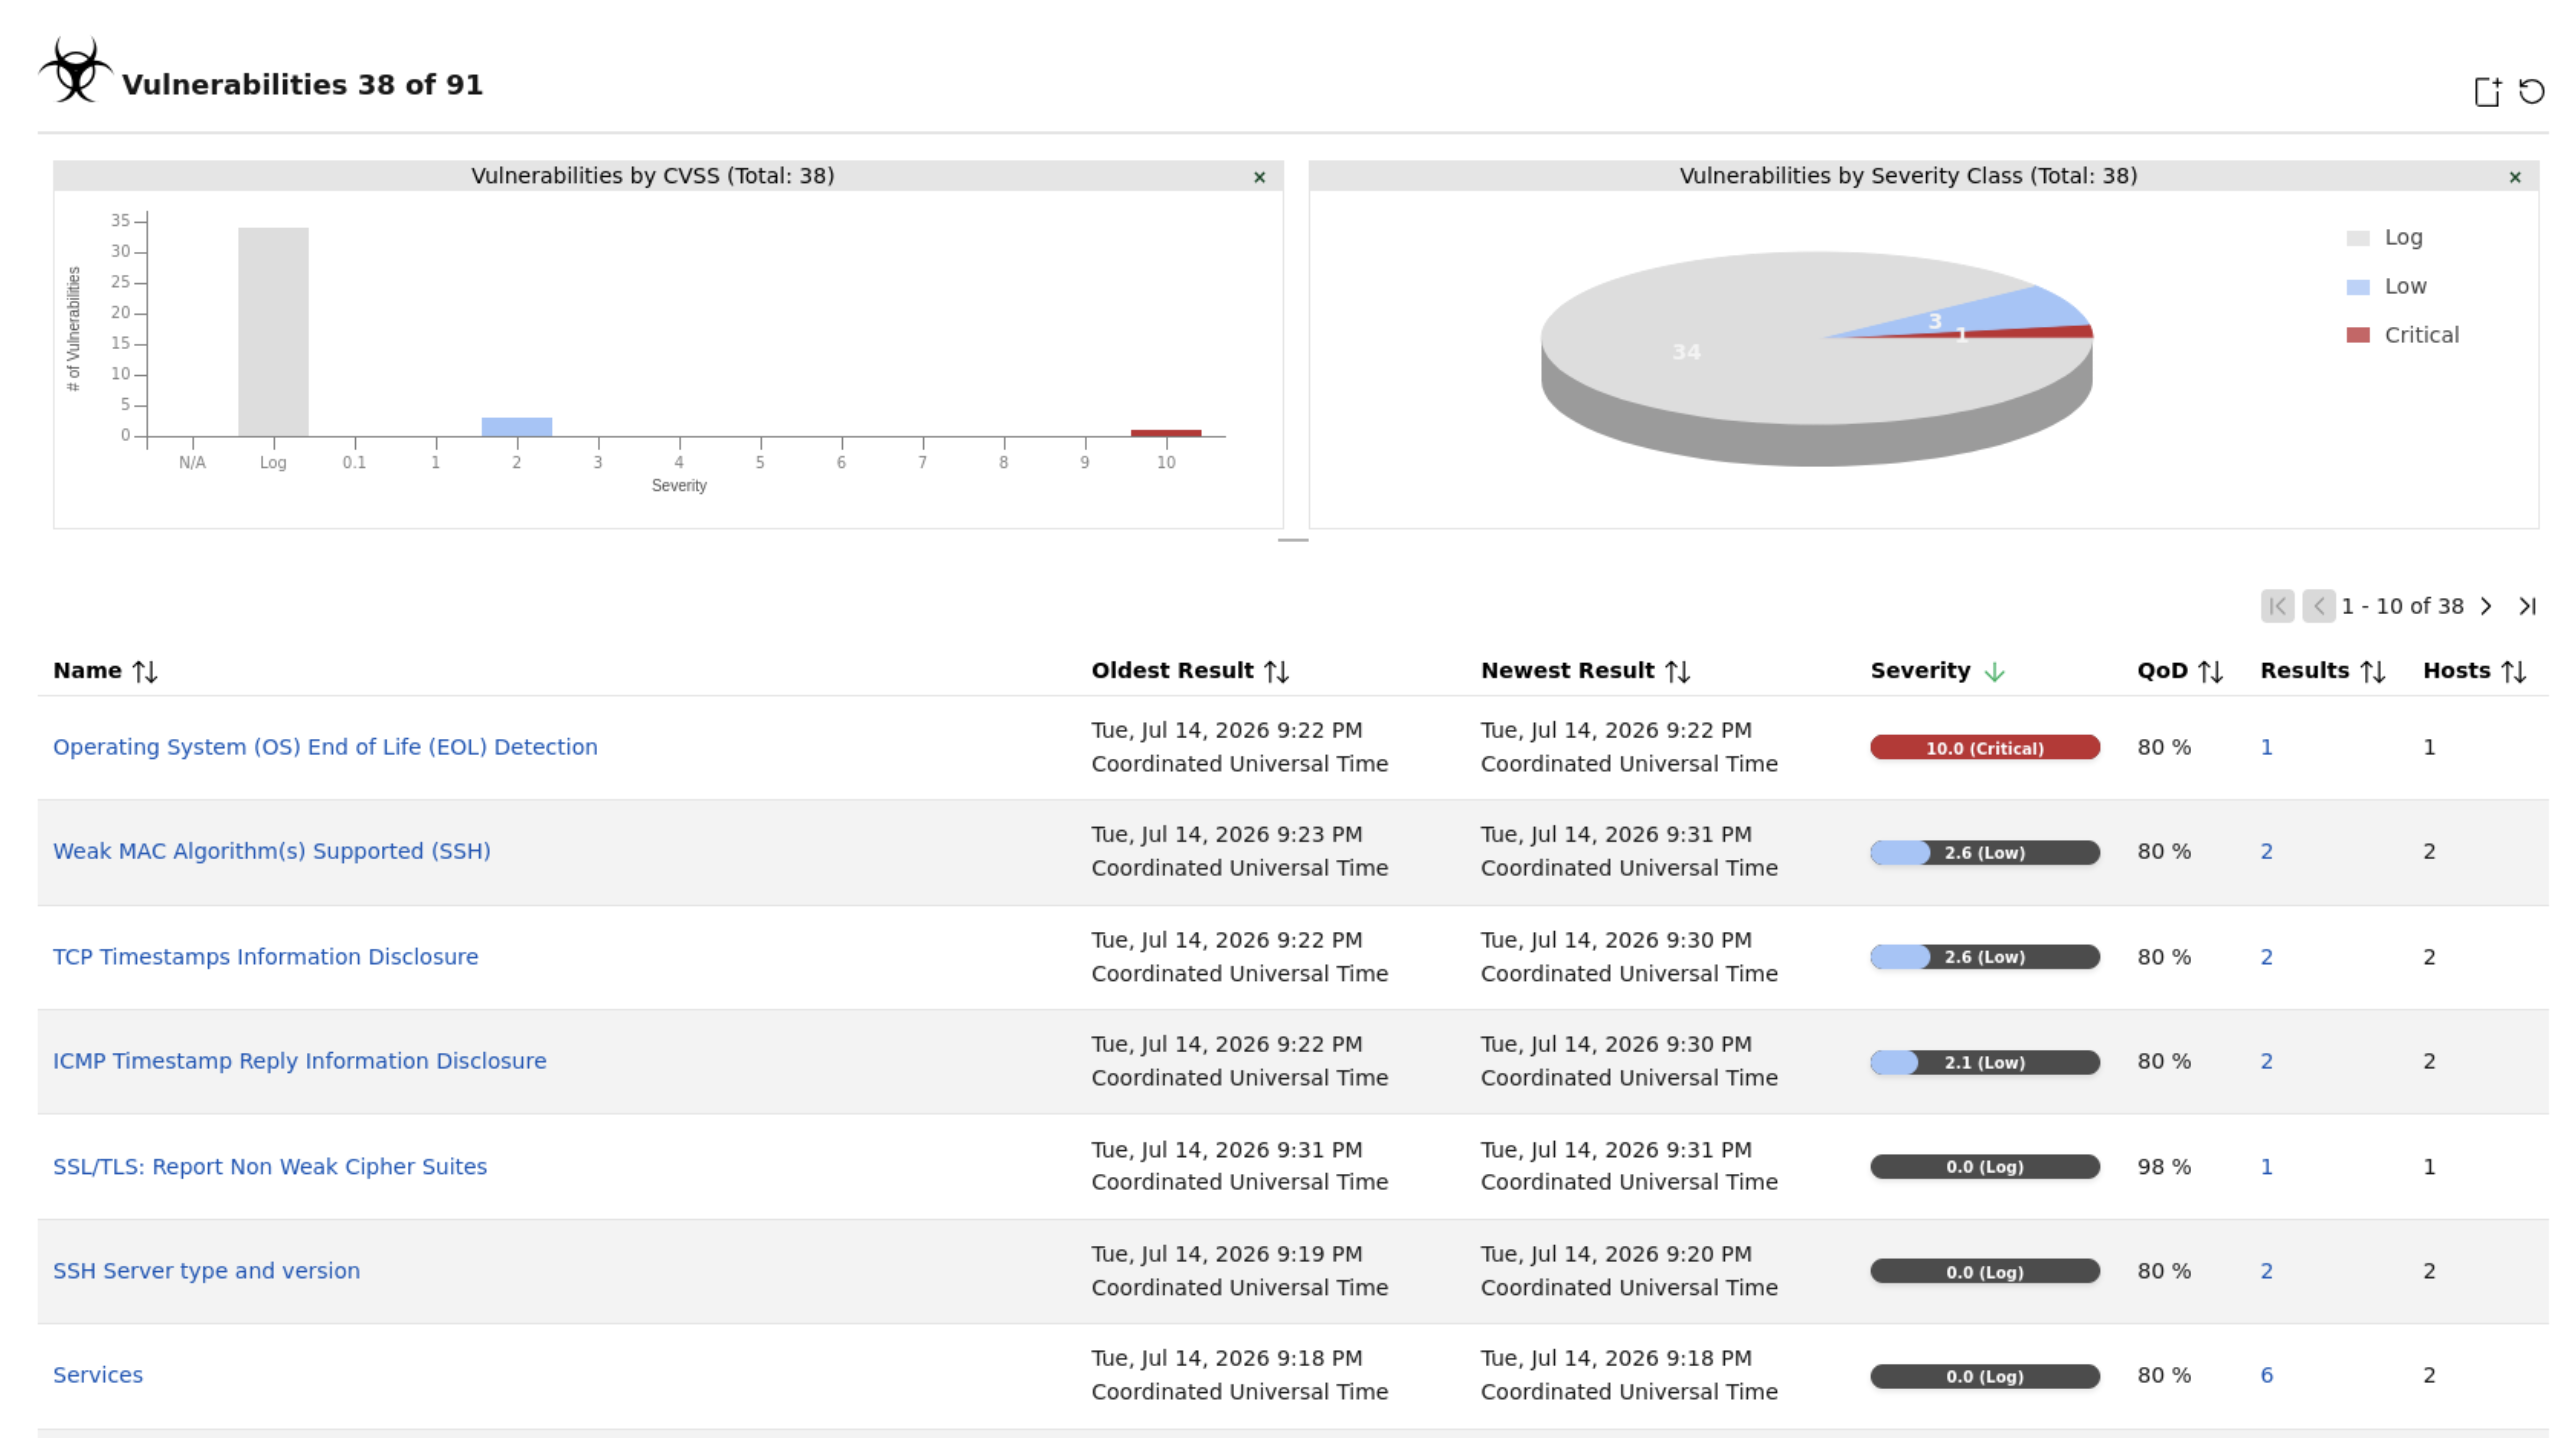 Vulnerabilities 38 of 91
Vulnerabilities by CVSS (Total: 38) ×
35
30
25
20
15
10
5
0
# of Vulnerabilities
N/A Log 0.1 1 2 3 4 5 6 7 8 9 10
Severity
Vulnerabilities by Severity Class (Total: 38) ×
34
3
1
Log
Low
Critical
1 - 10 of 38
Name Oldest Result Newest Result Severity QoD Results Hosts
Operating System (OS) End of Life (EOL) Detection Tue, Jul 14, 2026 9:22 PM Tue, Jul 14, 2026 9:22 PM 10.0 (Critical) 80 % 1 1
Coordinated Universal Time Coordinated Universal Time
Weak MAC Algorithm(s) Supported (SSH) Tue, Jul 14, 2026 9:23 PM Tue, Jul 14, 2026 9:31 PM 2.6 (Low) 80 % 2 2
Coordinated Universal Time Coordinated Universal Time
TCP Timestamps Information Disclosure Tue, Jul 14, 2026 9:22 PM Tue, Jul 14, 2026 9:30 PM 2.6 (Low) 80 % 2 2
Coordinated Universal Time Coordinated Universal Time
ICMP Timestamp Reply Information Disclosure Tue, Jul 14, 2026 9:22 PM Tue, Jul 14, 2026 9:30 PM 2.1 (Low) 80 % 2 2
Coordinated Universal Time Coordinated Universal Time
SSL/TLS: Report Non Weak Cipher Suites Tue, Jul 14, 2026 9:31 PM Tue, Jul 14, 2026 9:31 PM 0.0 (Log) 98 % 1 1
Coordinated Universal Time Coordinated Universal Time
SSH Server type and version Tue, Jul 14, 2026 9:19 PM Tue, Jul 14, 2026 9:20 PM 0.0 (Log) 80 % 2 2
Coordinated Universal Time Coordinated Universal Time
Services Tue, Jul 14, 2026 9:18 PM Tue, Jul 14, 2026 9:18 PM 0.0 (Log) 80 % 6 2
Coordinated Universal Time Coordinated Universal Time